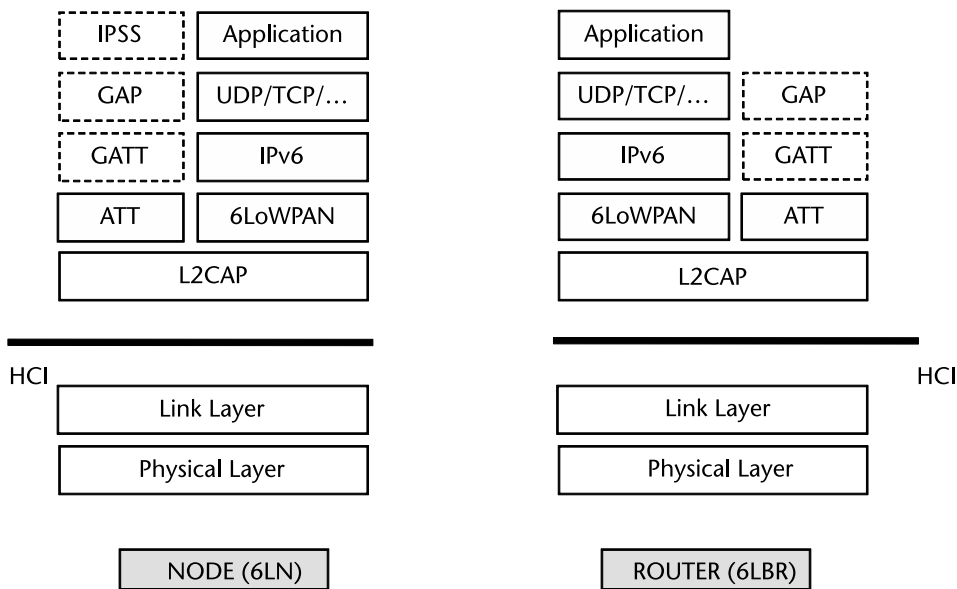 IPSS
Application
GAP
UDP/TCP/...
GATT
IPv6
ATT
6LoWPAN
L2CAP
HCI
Link Layer
Physical Layer
NODE (6LN)
Application
UDP/TCP/...
GAP
IPv6
GATT
6LoWPAN
ATT
L2CAP
HCI
Link Layer
Physical Layer
ROUTER (6LBR)